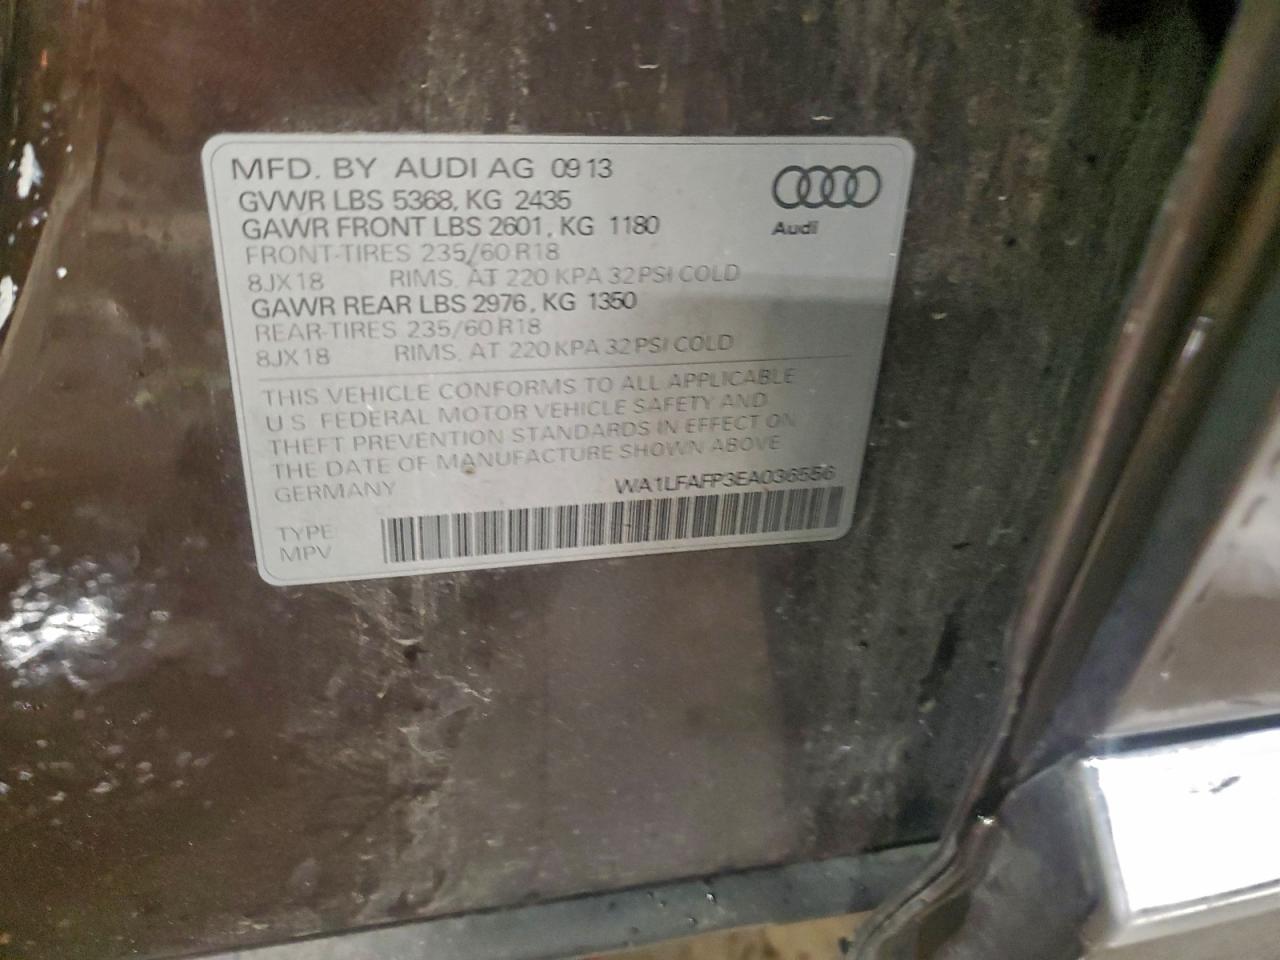 MFD. BY AUDI AG 09 13
GVWR LBS 5368, KG 2435
GAWR FRONT LBS 2601, KG 1180
FRONT-TIRES 235/60 R18
8JX18 RIMS, AT 220 KPA 32 PSI COLD
GAWR REAR LBS 2976, KG 1350
REAR-TIRES 235/60 R18
8JX18 RIMS, AT 220 KPA 32 PSI COLD
Audi
THIS VEHICLE CONFORMS TO ALL APPLICABLE
U S FEDERAL MOTOR VEHICLE SAFETY AND
THEFT PREVENTION STANDARDS IN EFFECT ON
THE DATE OF MANUFACTURE SHOWN ABOVE
GERMANY WA1LFAFP3EA036556
TYPE
MPV